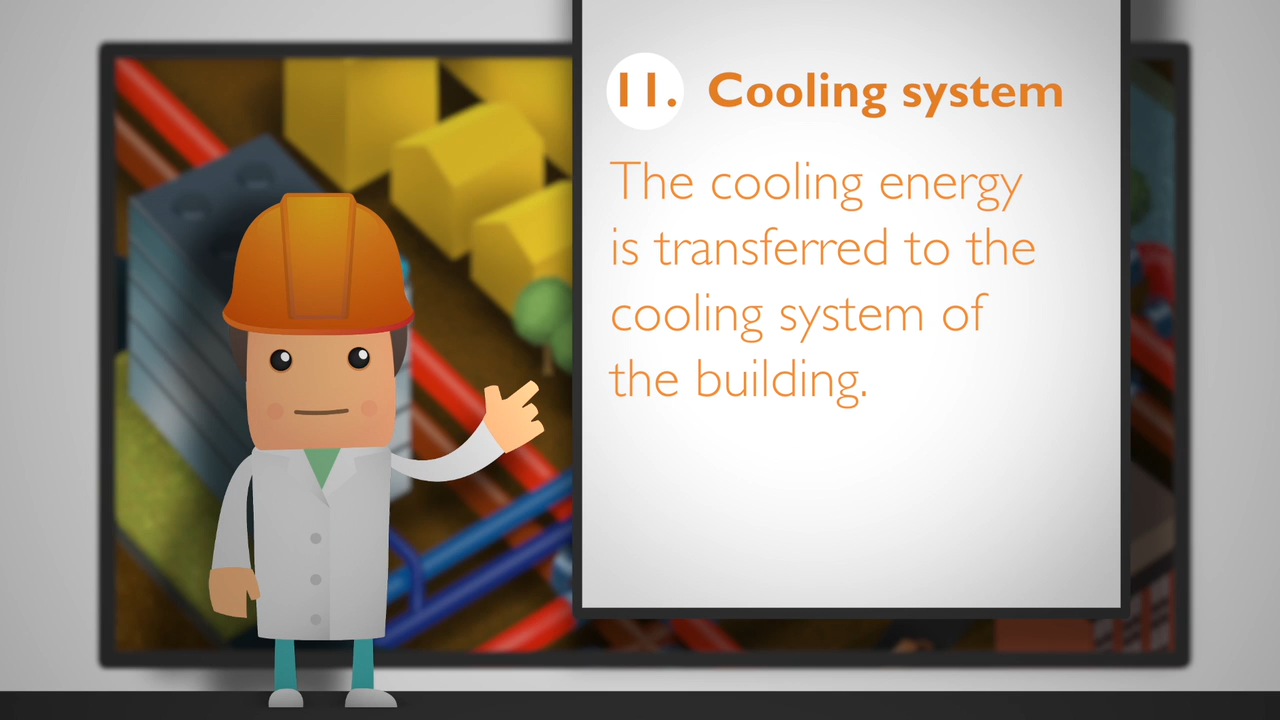 11. Cooling system
The cooling energy
is transferred to the
cooling system of
the building.